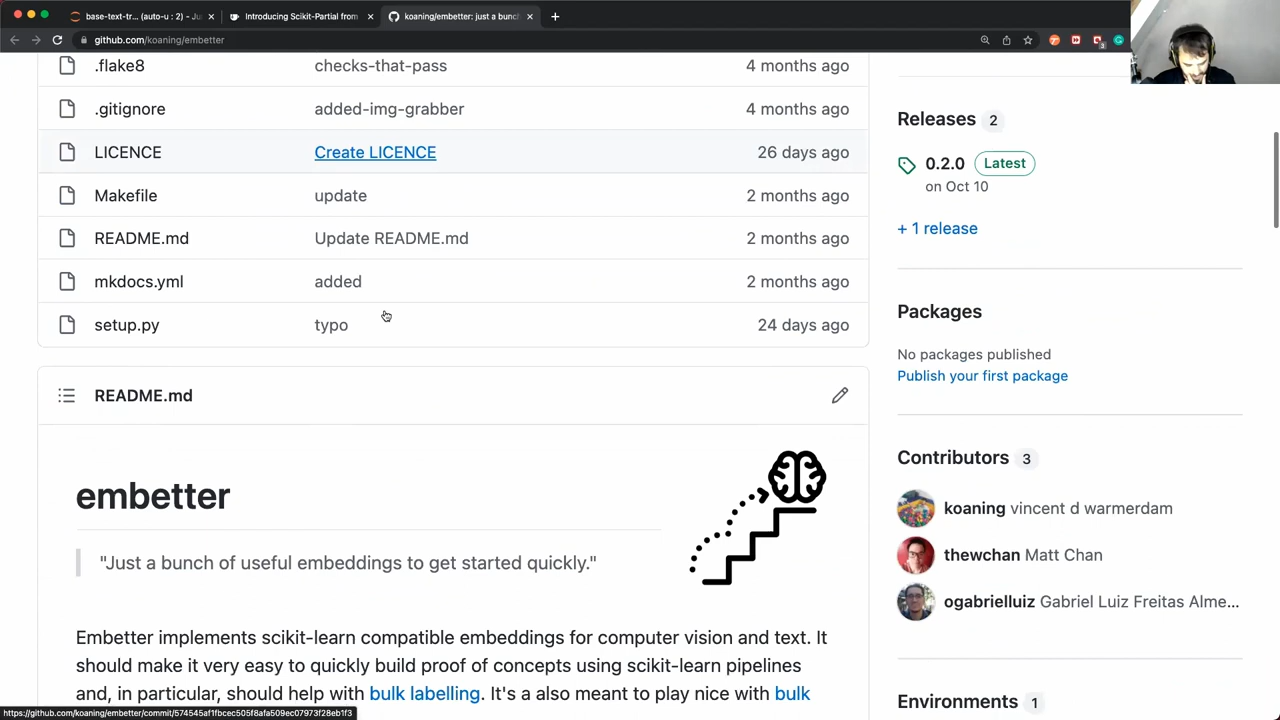 base-text-tr... (auto-u : 2) - Ju
Introducing Scikit-Partial from
koaning/embetter: just a bunch
github.com/koaning/embetter
.flake8 checks-that-pass 4 months ago
.gitignore added-img-grabber 4 months ago
LICENCE Create LICENCE 26 days ago
Makefile update 2 months ago
README.md Update README.md 2 months ago
mkdocs.yml added 2 months ago
setup.py typo 24 days ago
README.md
embetter
"Just a bunch of useful embeddings to get started quickly."
Embetter implements scikit-learn compatible embeddings for computer vision and text. It
should make it very easy to quickly build proof of concepts using scikit-learn pipelines
and, in particular, should help with bulk labelling. It's a also meant to play nice with bulk
Releases 2
0.2.0 Latest
on Oct 10
+ 1 release
Packages
No packages published
Publish your first package
Contributors 3
koaning vincent d warmerdam
thewchan Matt Chan
ogabrielluiz Gabriel Luiz Freitas Alme...
Environments 1
https://github.com/koaning/embetter/commit/574545af1fbcec505f8afa509ec07973f28eb1f3